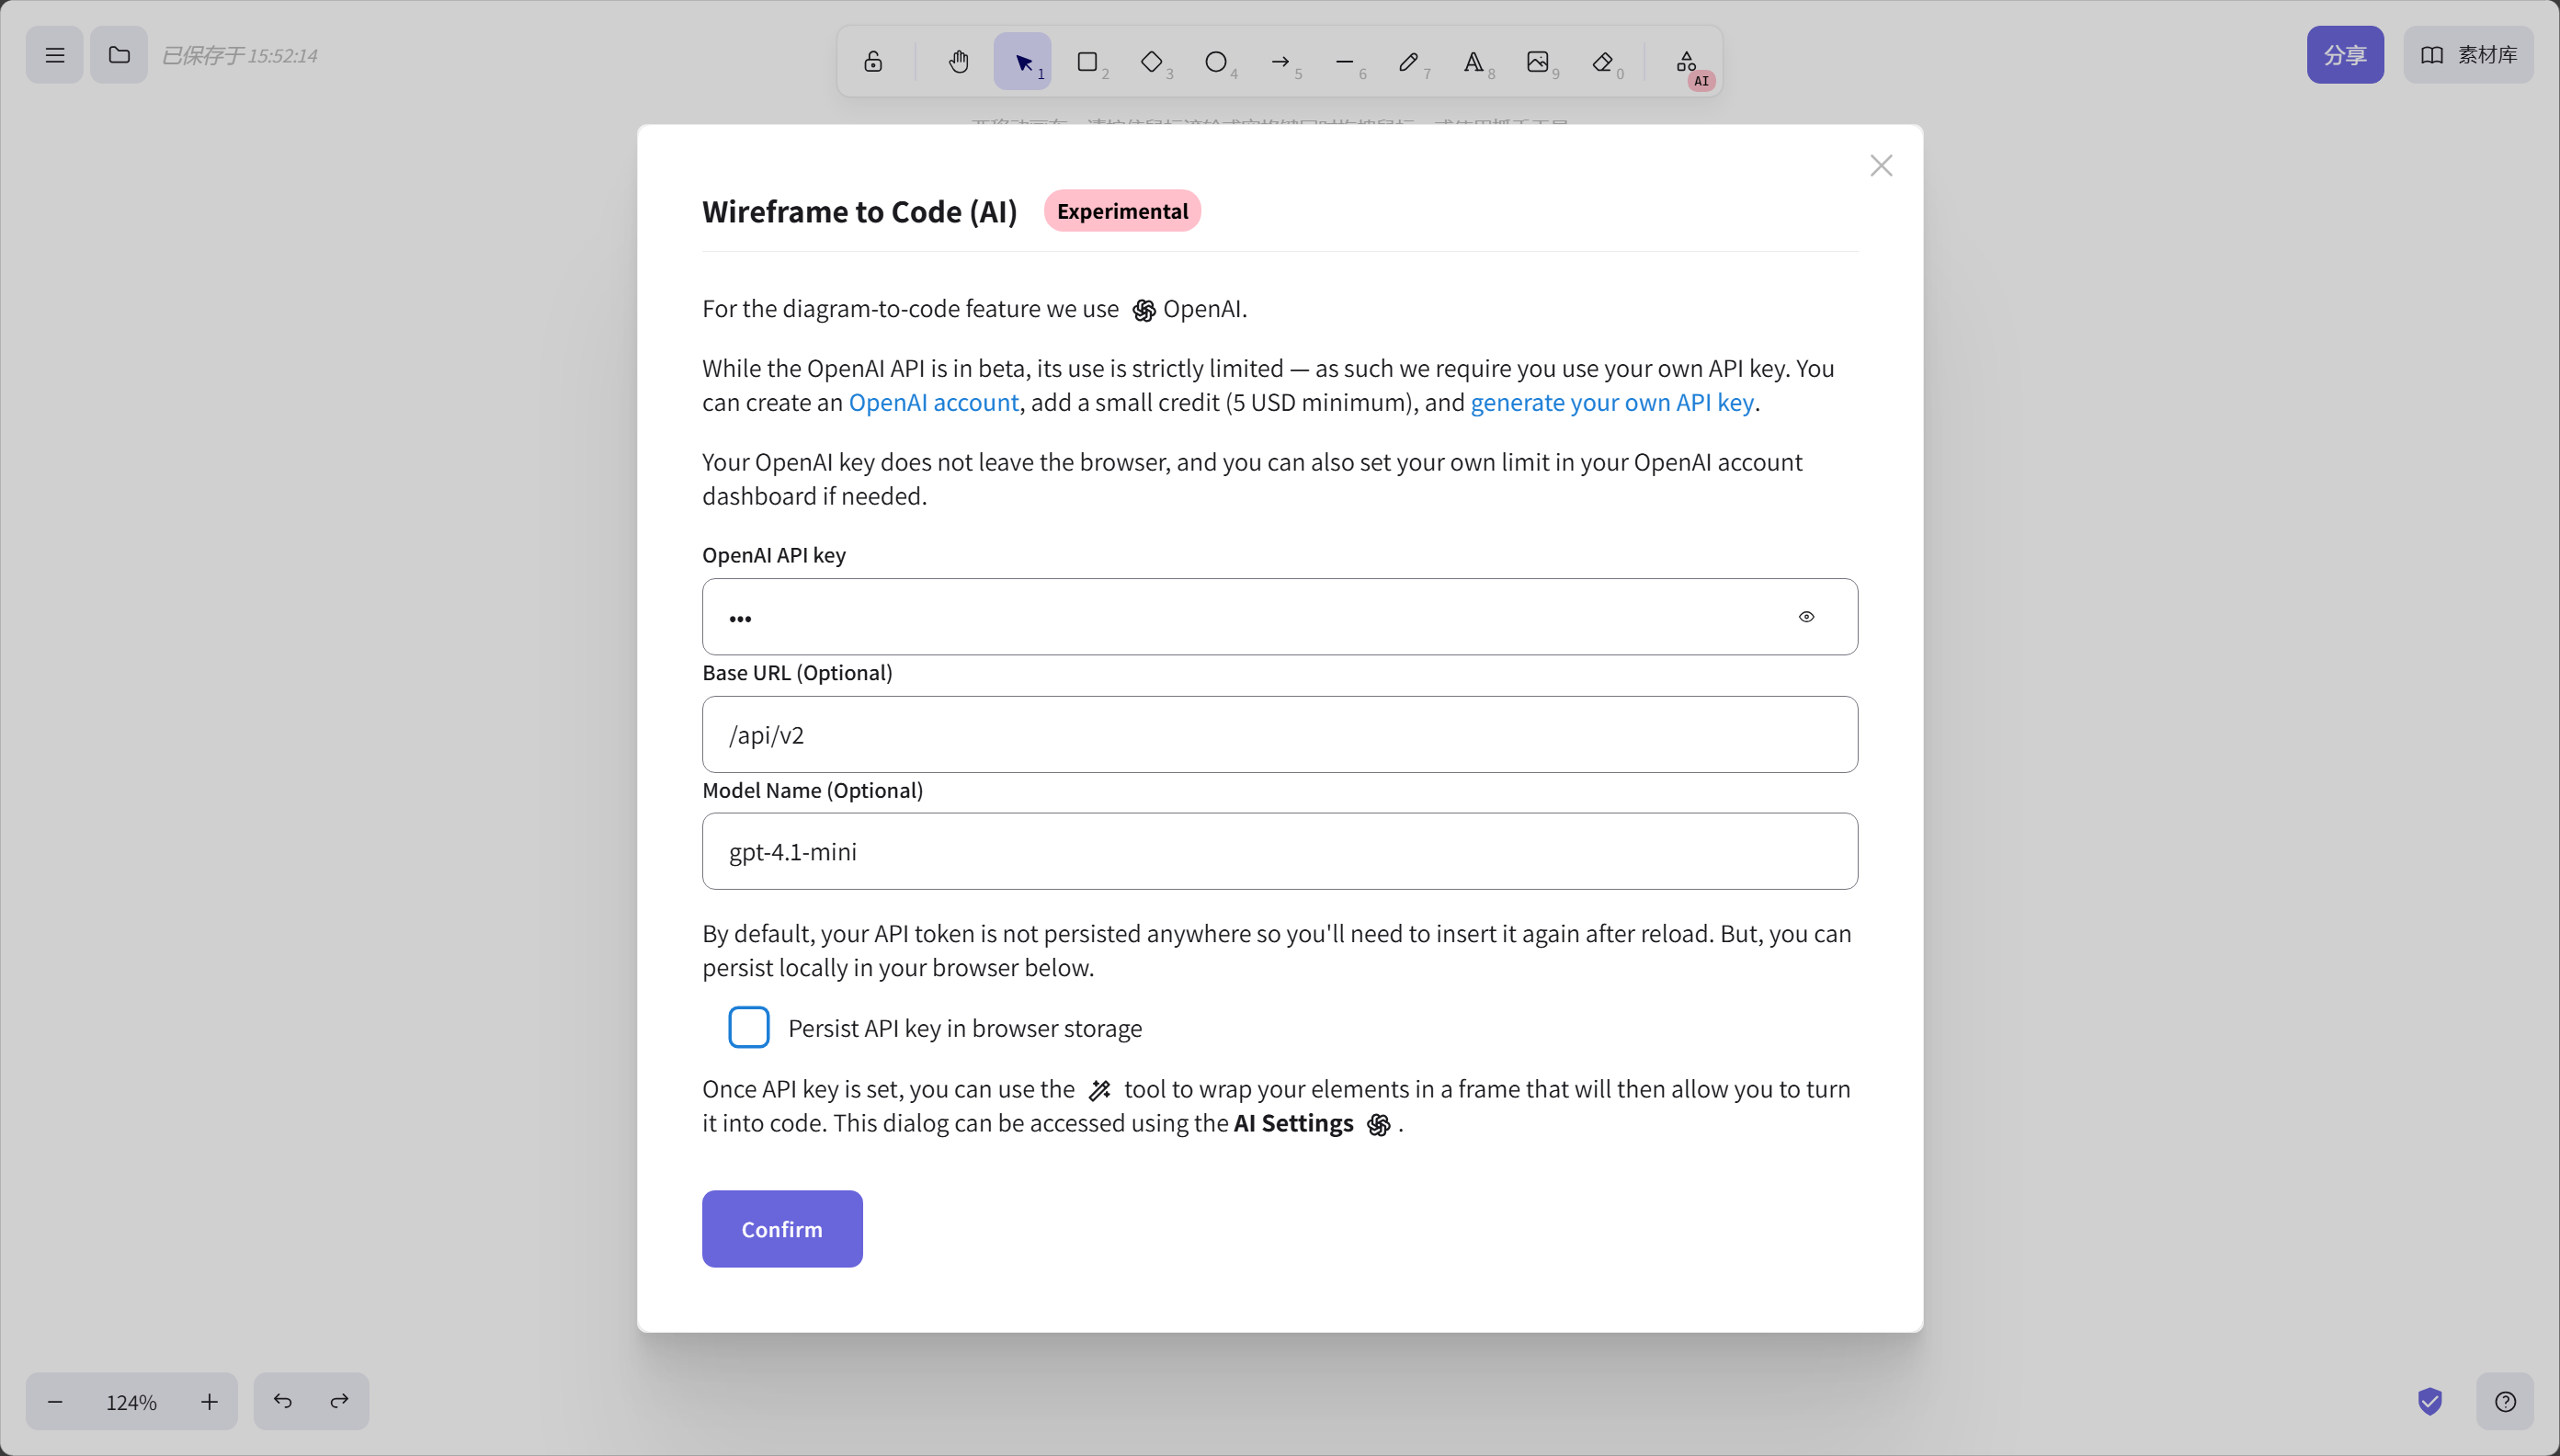 已保存于 15:52:14
1
2
3
4
5
6
7
8
9
0
AI
分享
素材库
Wireframe to Code (AI)
Experimental
For the diagram-to-code feature we use OpenAI.
While the OpenAI API is in beta, its use is strictly limited — as such we require you use your own API key. You
can create an OpenAI account, add a small credit (5 USD minimum), and generate your own API key.
Your OpenAI key does not leave the browser, and you can also set your own limit in your OpenAI account
dashboard if needed.
OpenAI API key
•••
Base URL (Optional)
/api/v2
Model Name (Optional)
gpt-4.1-mini
By default, your API token is not persisted anywhere so you'll need to insert it again after reload. But, you can
persist locally in your browser below.
Persist API key in browser storage
Once API key is set, you can use the tool to wrap your elements in a frame that will then allow you to turn
it into code. This dialog can be accessed using the AI Settings .
Confirm
124%